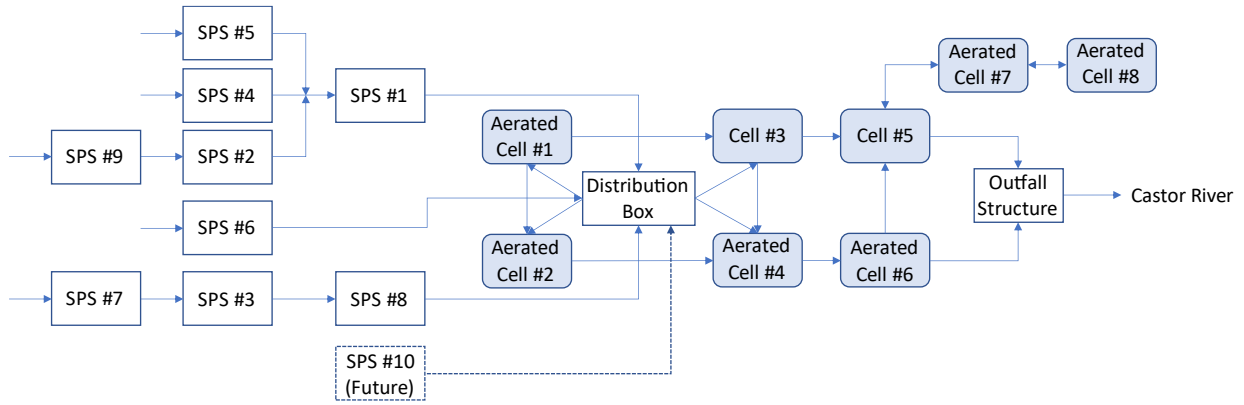 SPS #5
SPS #4
SPS #1
SPS #9
SPS #2
SPS #6
SPS #7
SPS #3
SPS #8
SPS #10
(Future)
Aerated
Cell #1
Aerated
Cell #2
Distribution
Box
Cell #3
Aerated
Cell #4
Cell #5
Aerated
Cell #6
Aerated
Cell #7
Aerated
Cell #8
Outfall
Structure
Castor River